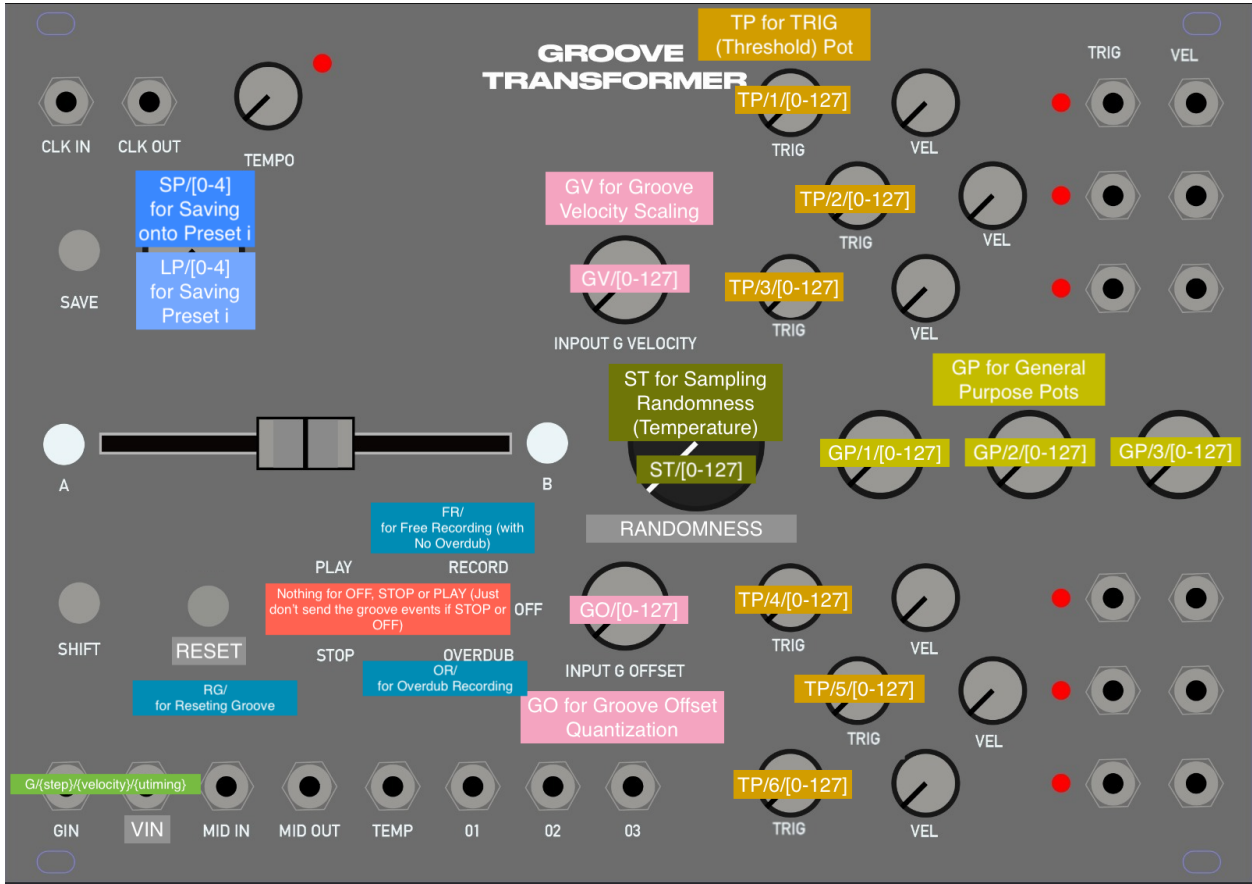 TP for TRIG
(Threshold) Pot
GROOVE
TRANSFORMER
TRIG
VEL
CLK IN
CLK OUT
TEMPO
TP/1/[0-127]
TRIG
VEL
SP/[0-4]
for Saving
onto Preset i
GV for Groove
Velocity Scaling
TP/2/[0-127]
TRIG
VEL
SAVE
LP/[0-4]
for Saving
Preset i
GV/[0-127]
INPOUT G VELOCITY
TP/3/[0-127]
TRIG
VEL
ST for Sampling
Randomness
(Temperature)
ST/[0-127]
RANDOMNESS
GP for General
Purpose Pots
GP/1/[0-127]
GP/2/[0-127]
GP/3/[0-127]
A
B
FR/
for Free Recording (with
No Overdub)
PLAY
RECORD
Nothing for OFF, STOP or PLAY (Just
don't send the groove events if STOP or
OFF)
OFF
STOP
OVERDUB
OR/
for Overdub Recording
SHIFT
RESET
RG/
for Reseting Groove
GO/[0-127]
INPUT G OFFSET
GO for Groove Offset
Quantization
TP/4/[0-127]
TRIG
VEL
TP/5/[0-127]
TRIG
VEL
TP/6/[0-127]
TRIG
VEL
G/{step}/{velocity}/{utiming}
GIN
VIN
MID IN
MID OUT
TEMP
01
02
03